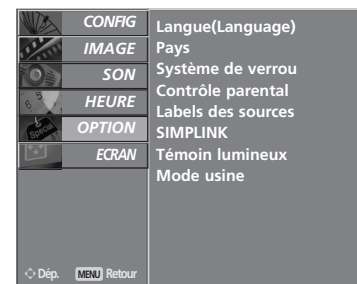 CONFIG
IMAGE
SON
HEURE
OPTION
ECRAN
Langue(Language)
Pays
Système de verrou
Contrôle parental
Labels des sources
SIMPLINK
Témoin lumineux
Mode usine
Dép. MENU Retour